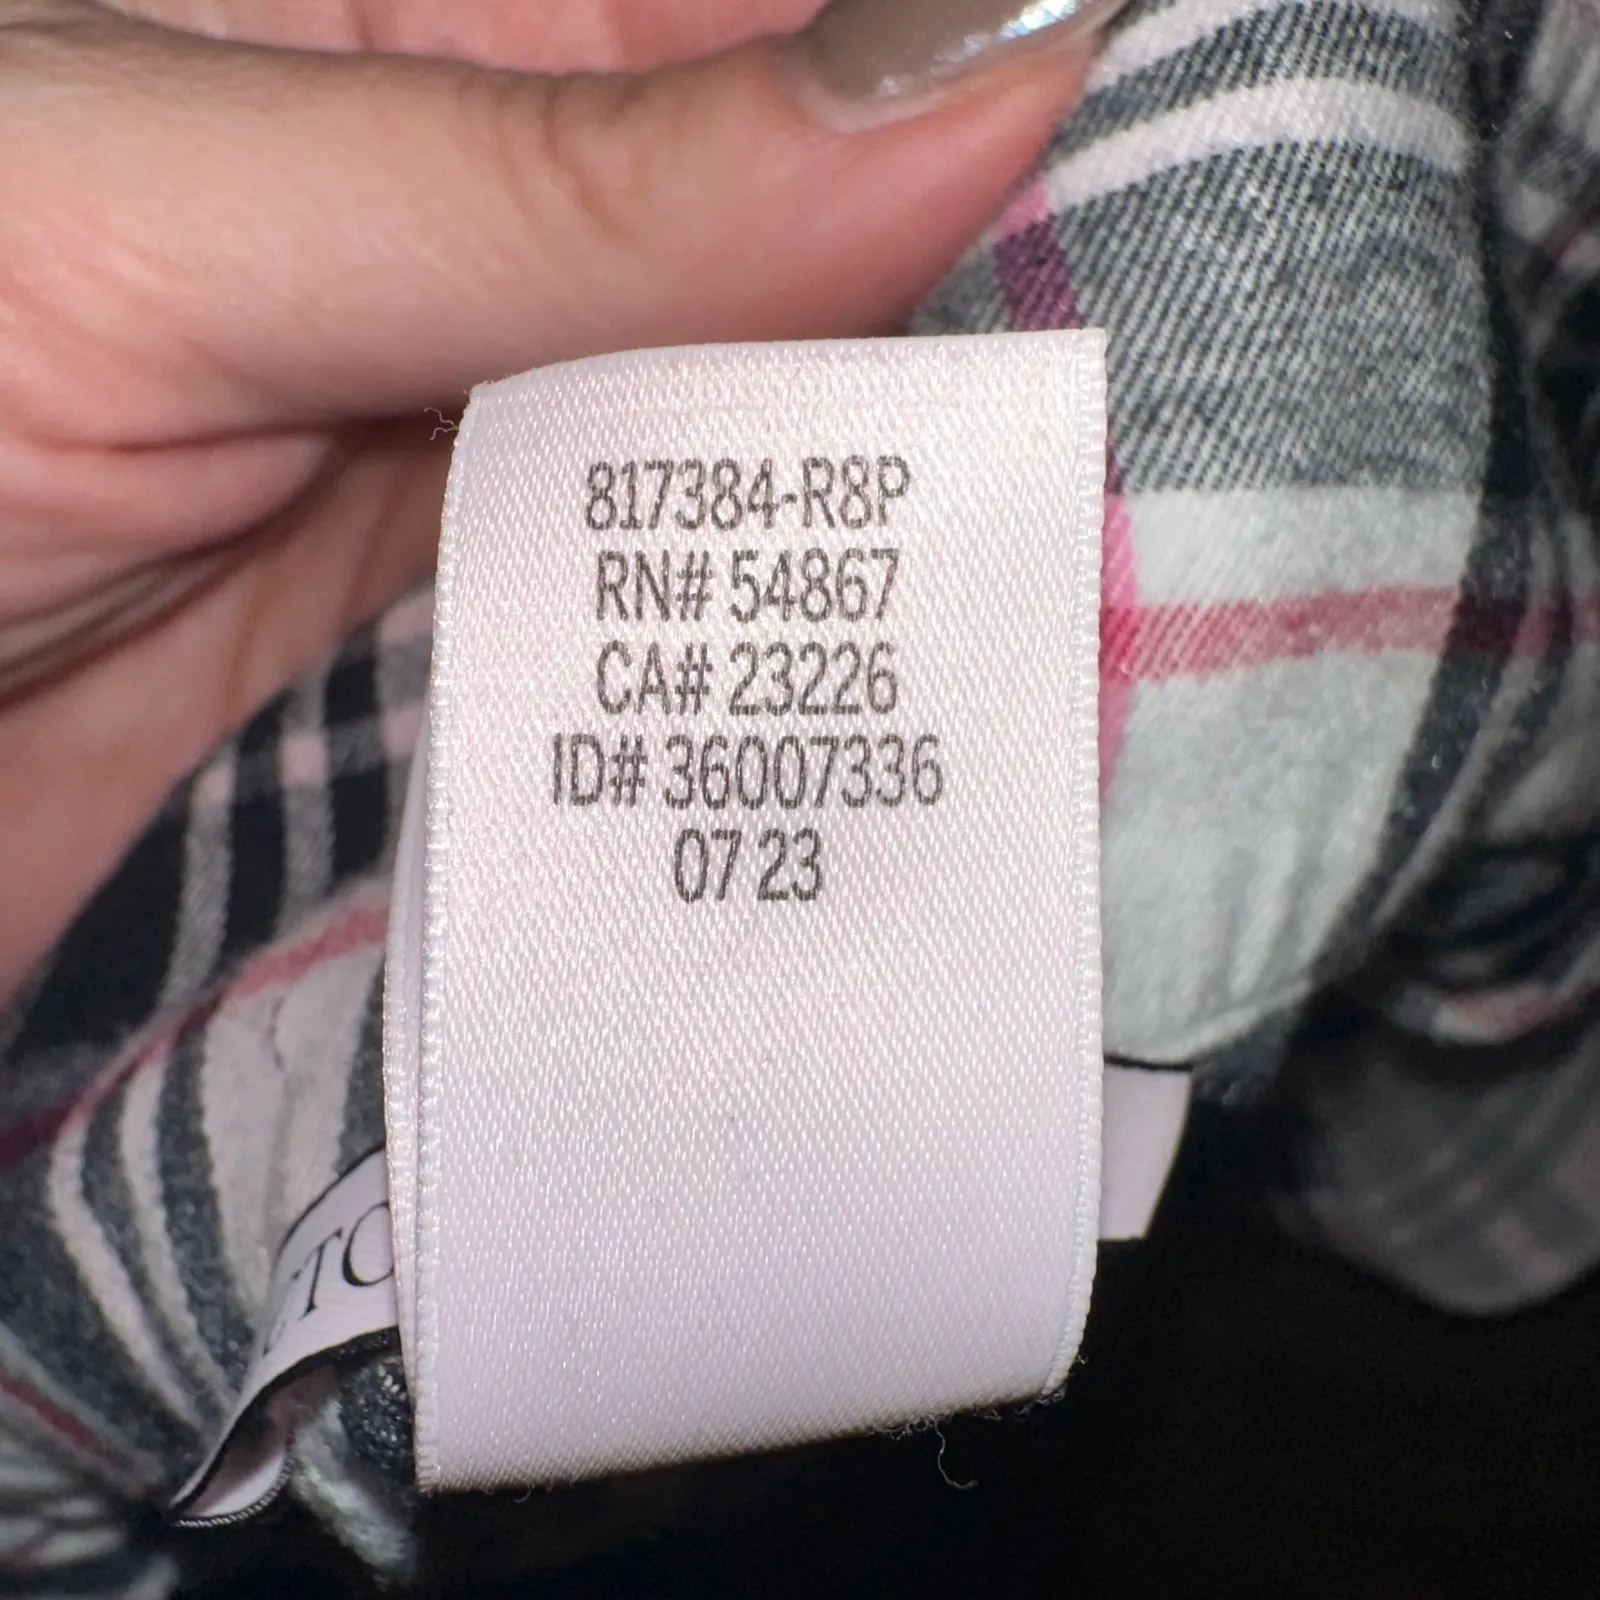 817384-R8P
RN# 54867
CA# 23226
ID# 36007336
07 23